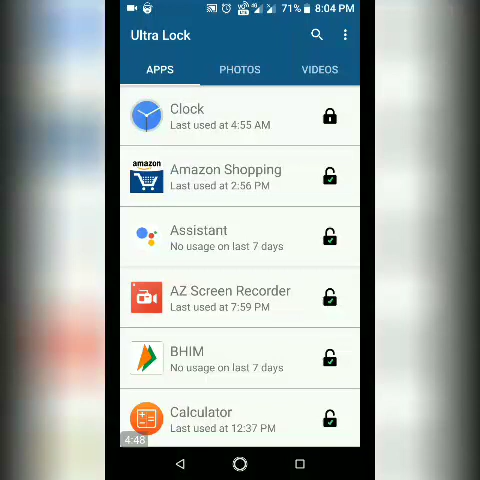 71% 8:04 PM
Ultra Lock
APPS PHOTOS VIDEOS
Clock
Last used at 4:55 AM
amazon
Amazon Shopping
Last used at 2:56 PM
Assistant
No usage on last 7 days
AZ Screen Recorder
Last used at 7:59 PM
BHIM
No usage on last 7 days
Calculator
Last used at 12:37 PM
4:48